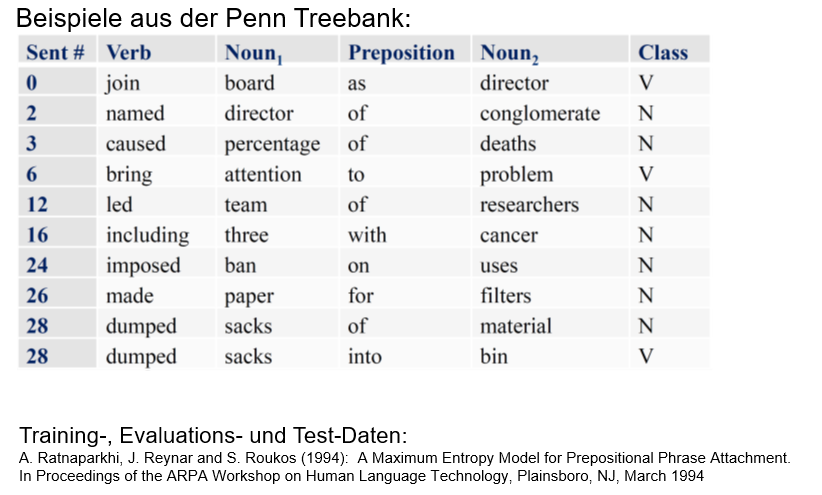 Beispiele aus der Penn Treebank:
Sent # Verb Noun₁ Preposition Noun₂ Class
0 join board as director V
2 named director of conglomerate N
3 caused percentage of deaths N
6 bring attention to problem V
12 led team of researchers N
16 including three with cancer N
24 imposed ban on uses N
26 made paper for filters N
28 dumped sacks of material N
28 dumped sacks into bin V
Training-, Evaluations- und Test-Daten:
A. Ratnaparkhi, J. Reynar and S. Roukos (1994): A Maximum Entropy Model for Prepositional Phrase Attachment.
In Proceedings of the ARPA Workshop on Human Language Technology, Plainsboro, NJ, March 1994